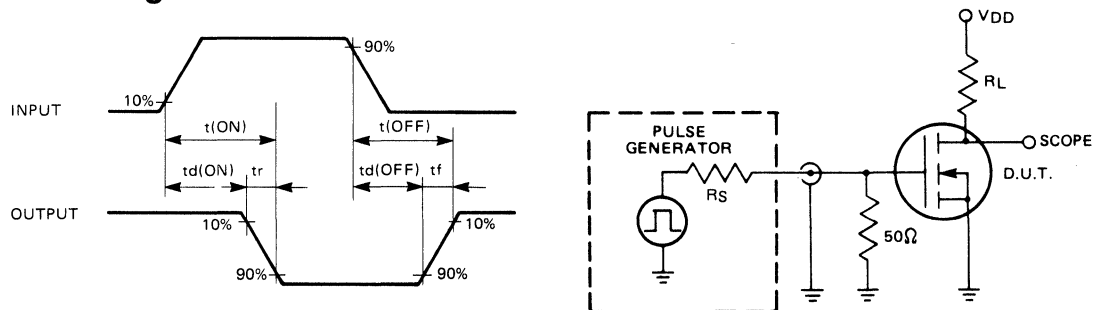 90%
INPUT
10%
t(ON)
t(OFF)
td(ON)
tr
td(OFF)
tf
OUTPUT
10%
10%
90%
90%
VDD
RL
PULSE
GENERATOR
SCOPE
RS
D.U.T.
50Ω